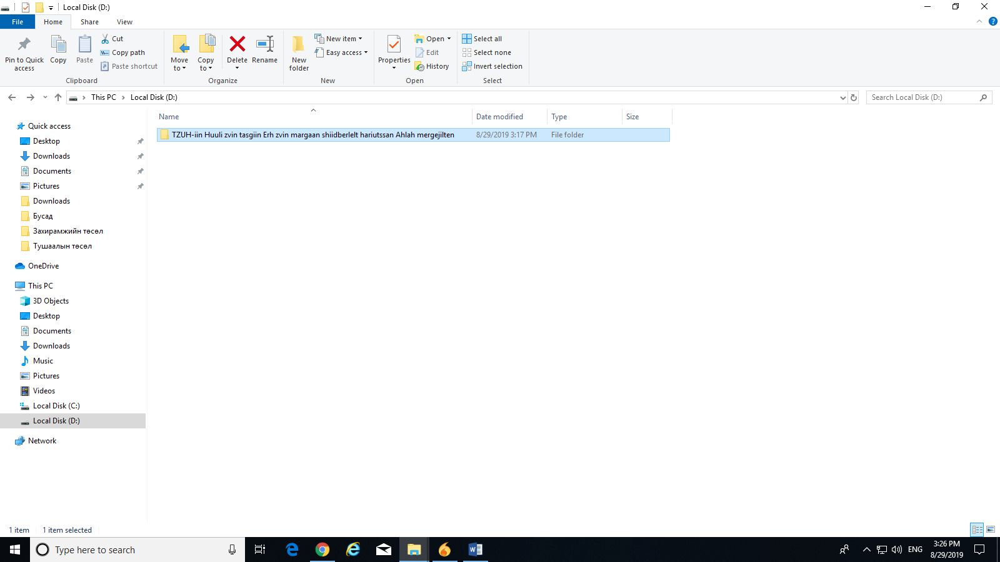 Local Disk (D:)
File Home Share View
Pin to Quick access
Copy
Paste
Cut
Copy path
Paste shortcut
Clipboard
Move to
Copy to
Delete
Rename
Organize
New folder
New item
Easy access
New
Properties
Open
Edit
History
Open
Select all
Select none
Invert selection
Select
This PC > Local Disk (D:)
Search Local Disk (D:)
Name Date modified Type Size
TZUH-iin Huuli zvin tasgiin Erh zvin margaan shiidberlelt hariutssan Ahlah mergejilten 8/29/2019 3:17 PM File folder
Quick access
Desktop
Downloads
Documents
Pictures
Downloads
Бусад
Захирамжийн төсөл
Тушаалын төсөл
OneDrive
This PC
3D Objects
Desktop
Documents
Downloads
Music
Pictures
Videos
Local Disk (C:)
Local Disk (D:)
Network
1 item 1 item selected
Type here to search
ENG
3:26 PM
8/29/2019